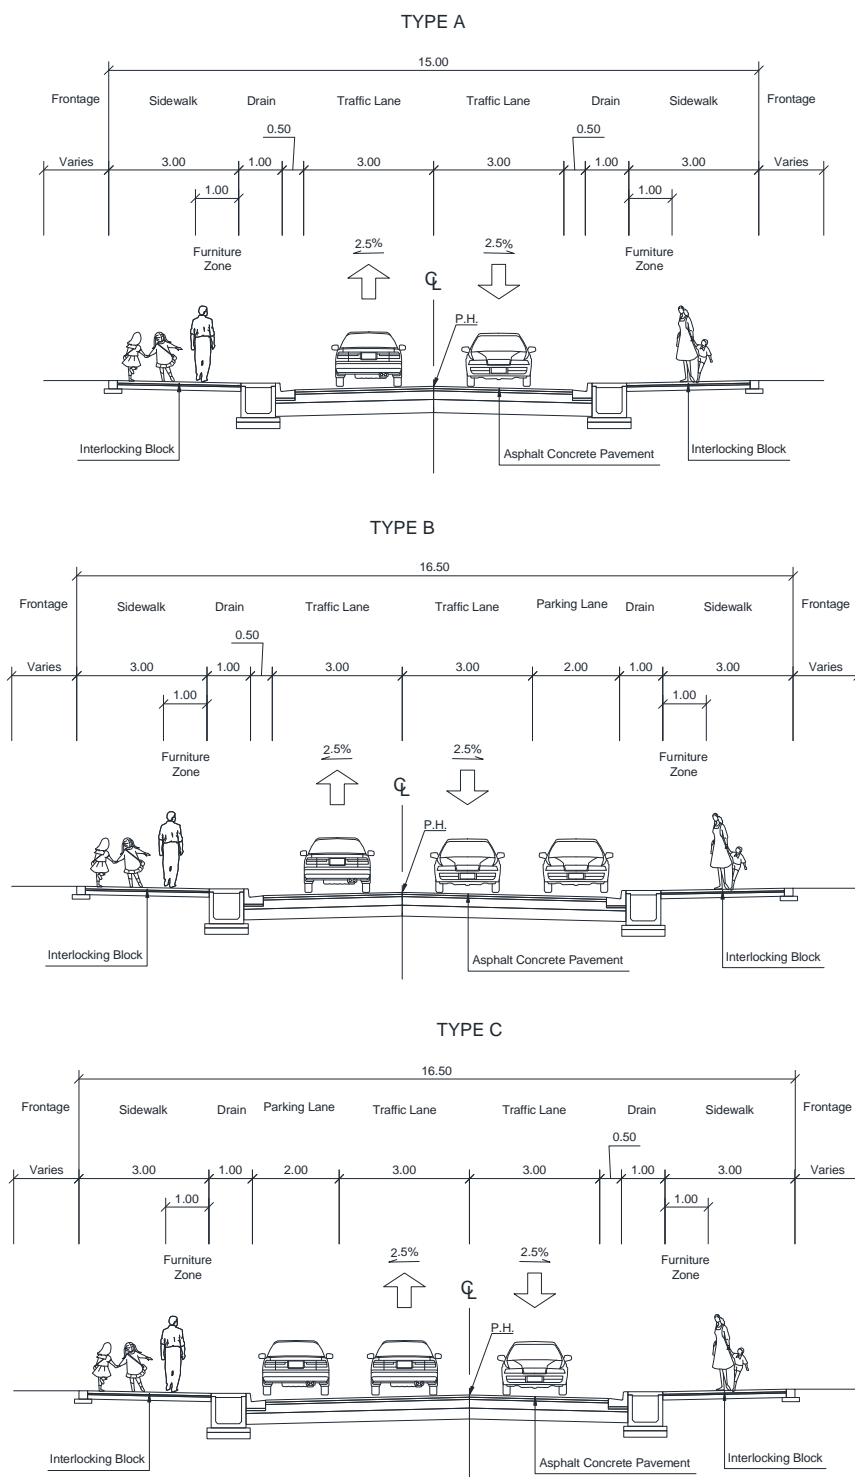 TYPE A
15.00
Frontage Sidewalk Drain Traffic Lane Traffic Lane Drain Sidewalk Frontage
0.50 0.50
Varies 3.00 1.00 3.00 3.00 1.00 3.00 Varies
1.00 1.00
Furniture Zone 2.5% 2.5% Furniture Zone
CL
P.H.
Interlocking Block Asphalt Concrete Pavement Interlocking Block
TYPE B
16.50
Frontage Sidewalk Drain Traffic Lane Traffic Lane Parking Lane Drain Sidewalk Frontage
0.50
Varies 3.00 1.00 3.00 3.00 2.00 1.00 3.00 Varies
1.00 1.00
Furniture Zone 2.5% 2.5% Furniture Zone
CL
P.H.
Interlocking Block Asphalt Concrete Pavement Interlocking Block
TYPE C
16.50
Frontage Sidewalk Drain Parking Lane Traffic Lane Traffic Lane Drain Sidewalk Frontage
0.50
Varies 3.00 1.00 2.00 3.00 3.00 1.00 3.00 Varies
1.00 1.00
Furniture Zone 2.5% 2.5% Furniture Zone
CL
P.H.
Interlocking Block Asphalt Concrete Pavement Interlocking Block